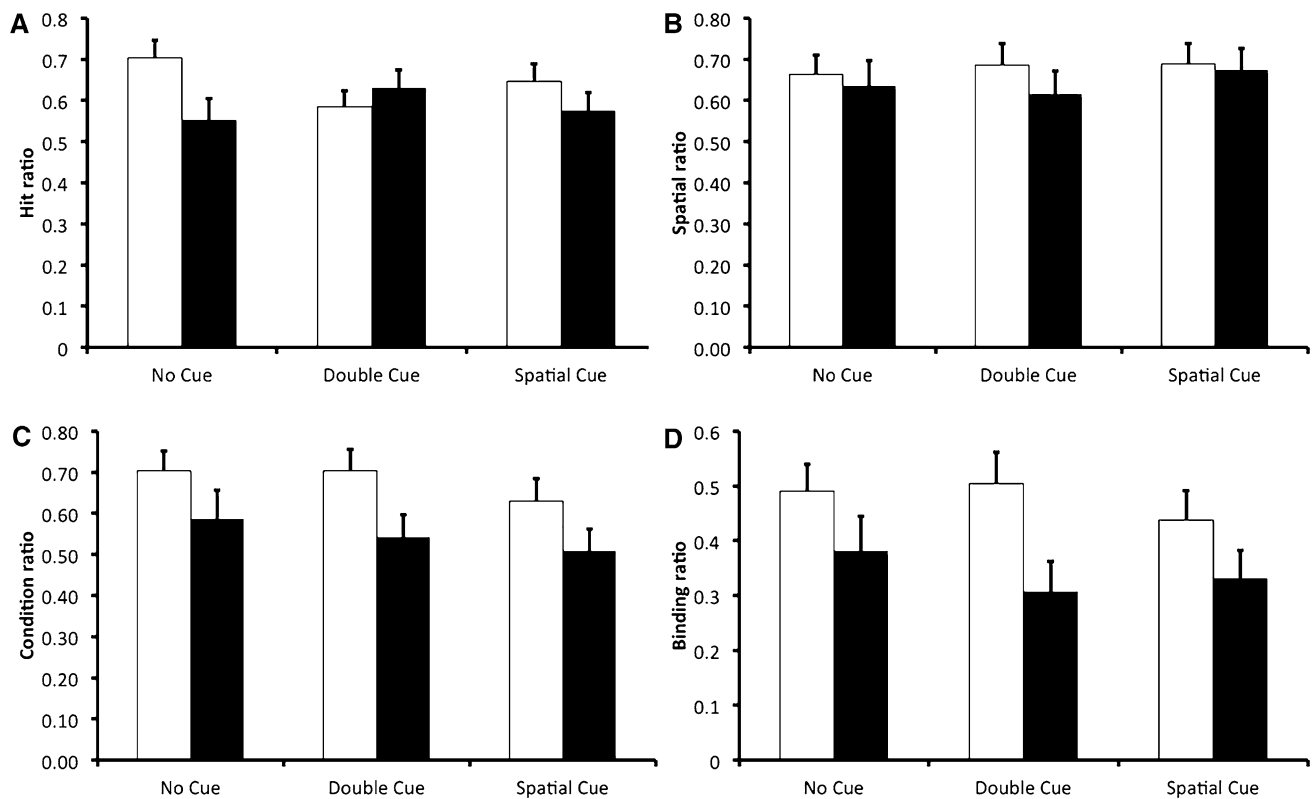 A
Hit ratio
0.8
0.7
0.6
0.5
0.4
0.3
0.2
0.1
0
No Cue Double Cue Spatial Cue
B
Spatial ratio
0.80
0.70
0.60
0.50
0.40
0.30
0.20
0.10
0.00
No Cue Double Cue Spatial Cue
C
Condition ratio
0.80
0.70
0.60
0.50
0.40
0.30
0.20
0.10
0.00
No Cue Double Cue Spatial Cue
D
Binding ratio
0.6
0.5
0.4
0.3
0.2
0.1
0
No Cue Double Cue Spatial Cue